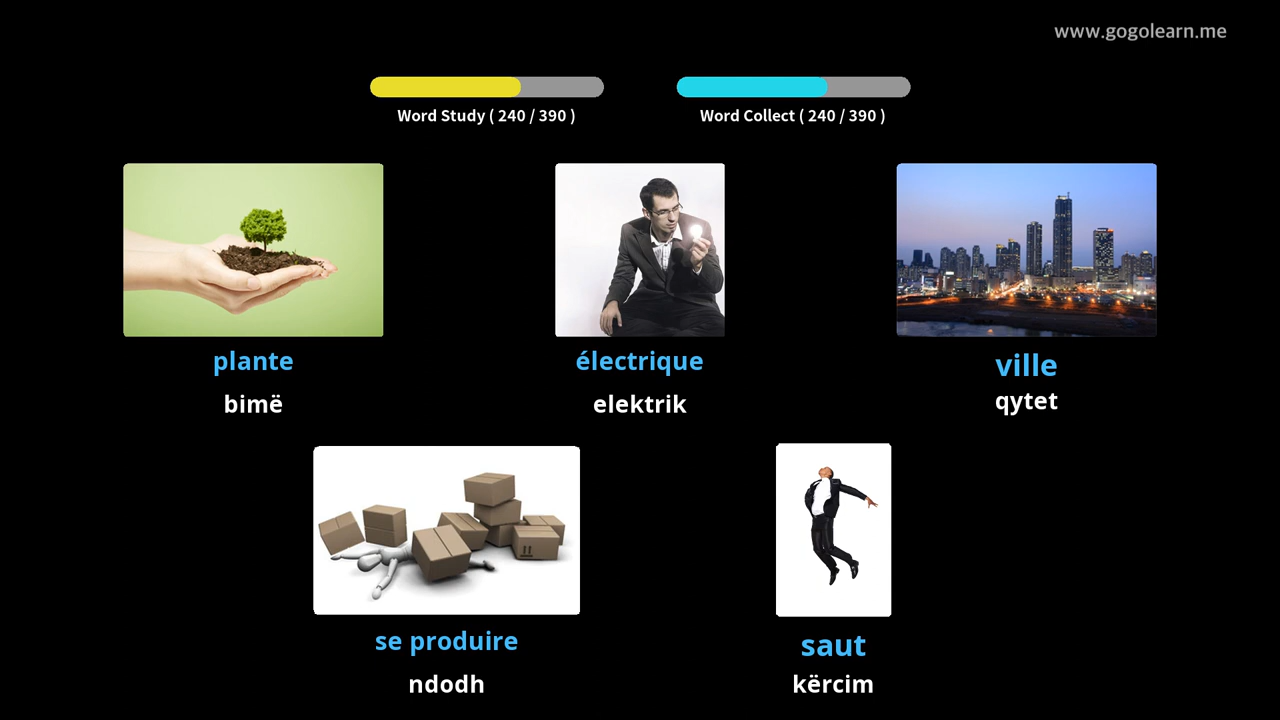 www.gogolearn.me
Word Study ( 240 / 390 )
Word Collect ( 240 / 390 )
plante
bimë
électrique
elektrik
ville
qytet
se produire
ndodh
saut
kërcim